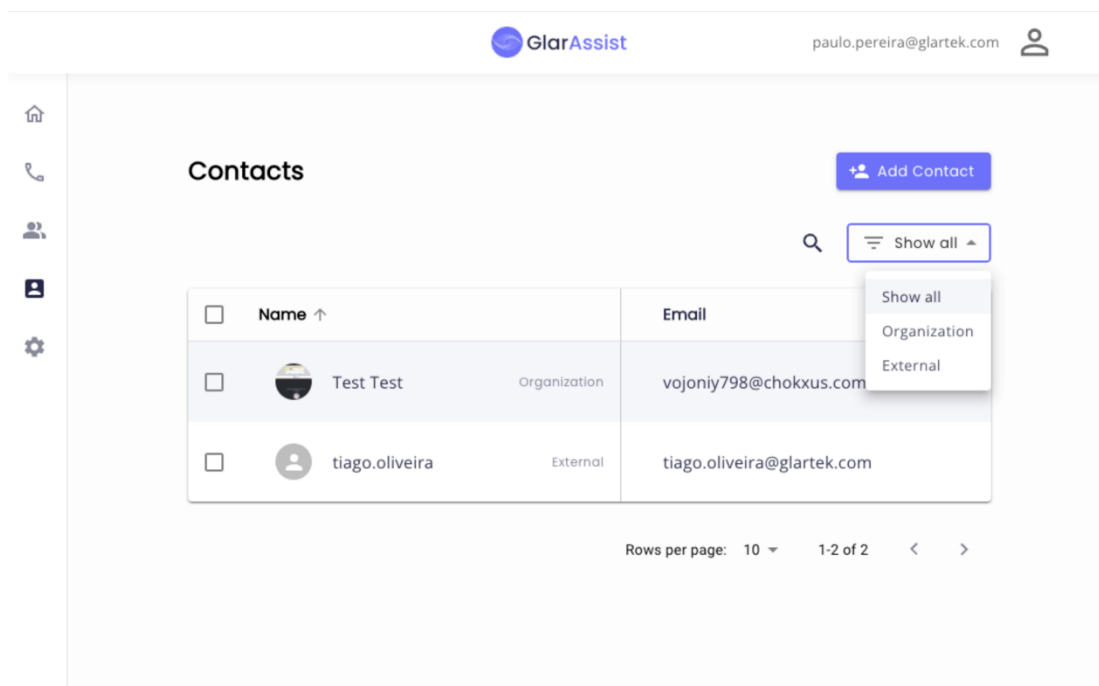 GlarAssist
paulo.pereira@glartek.com
Contacts
Add Contact
Show all
Show all
Organization
External
Name
Email
Test Test
Organization
vojoniy798@chokxus.com
tiago.oliveira
External
tiago.oliveira@glartek.com
Rows per page: 10
1-2 of 2